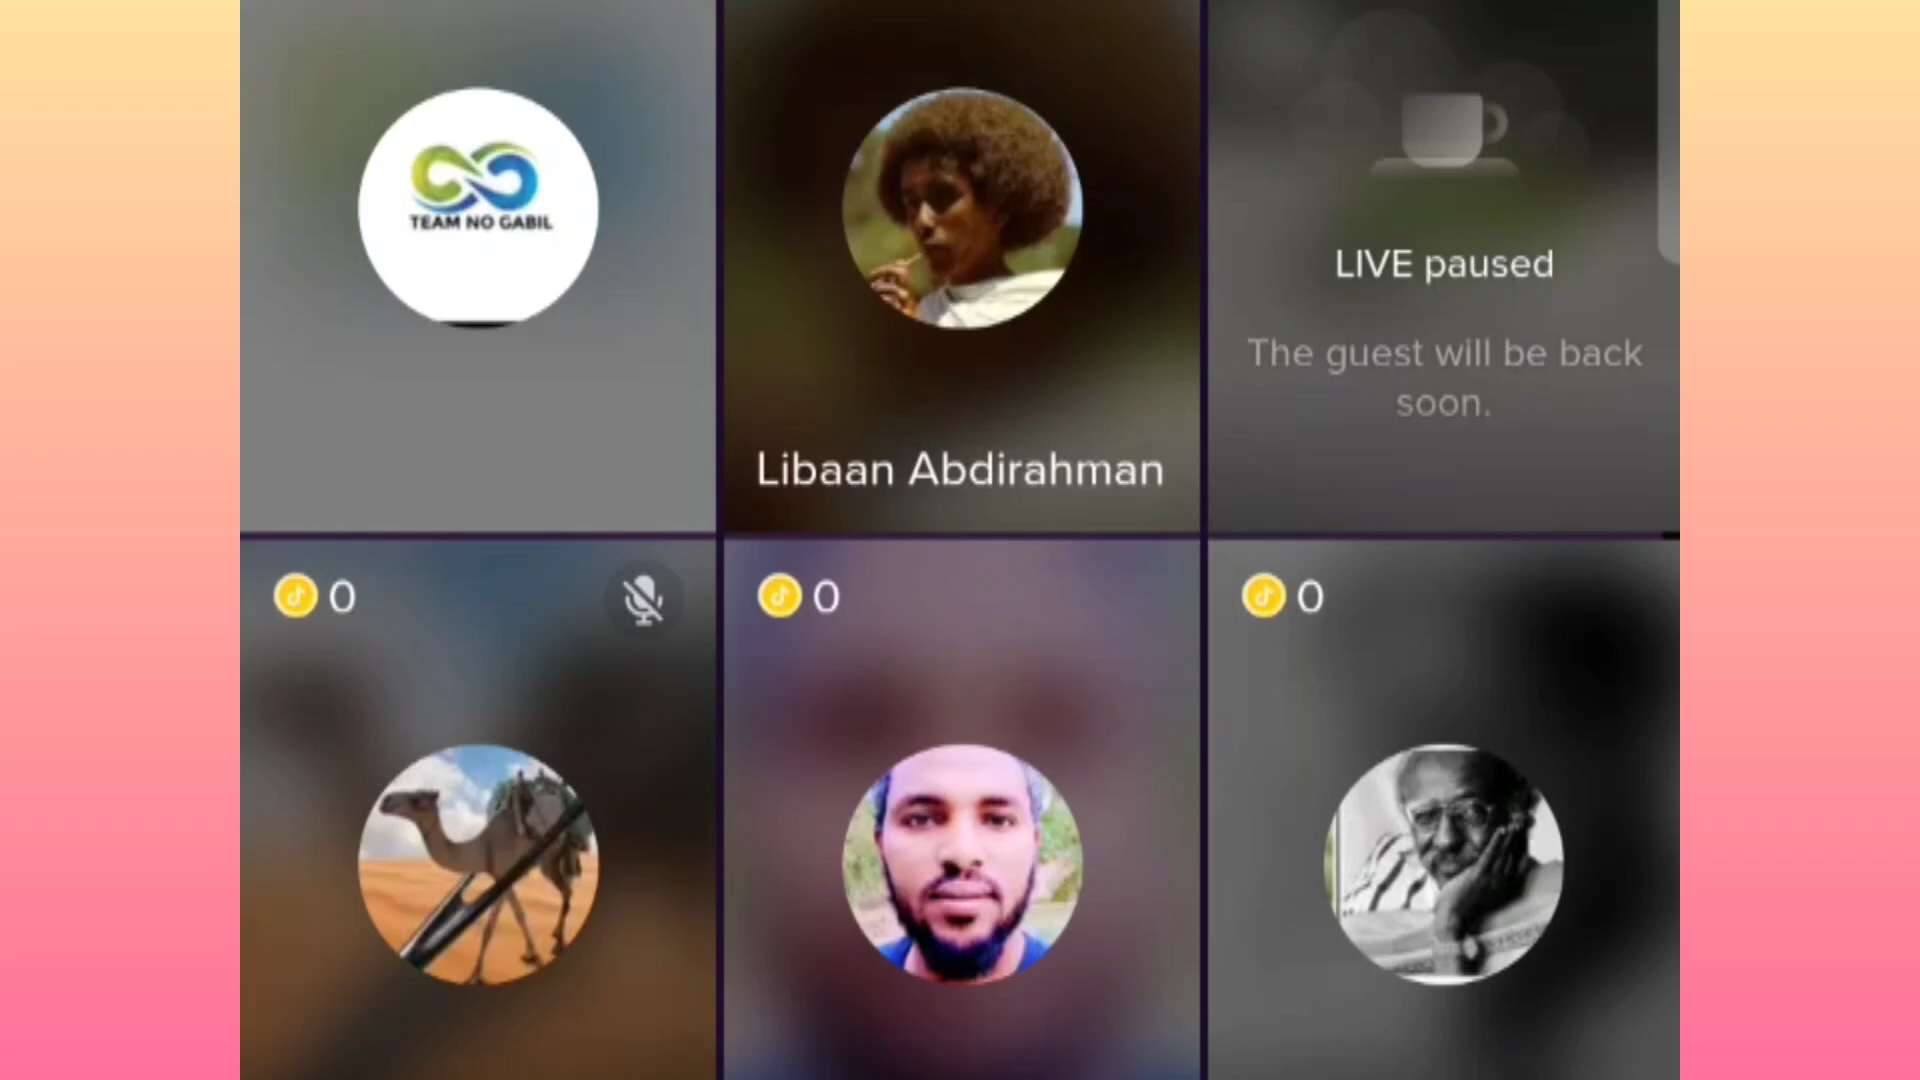 TEAM NO GABIL
Libaan Abdirahman
LIVE paused
The guest will be back
soon.
0
0
0